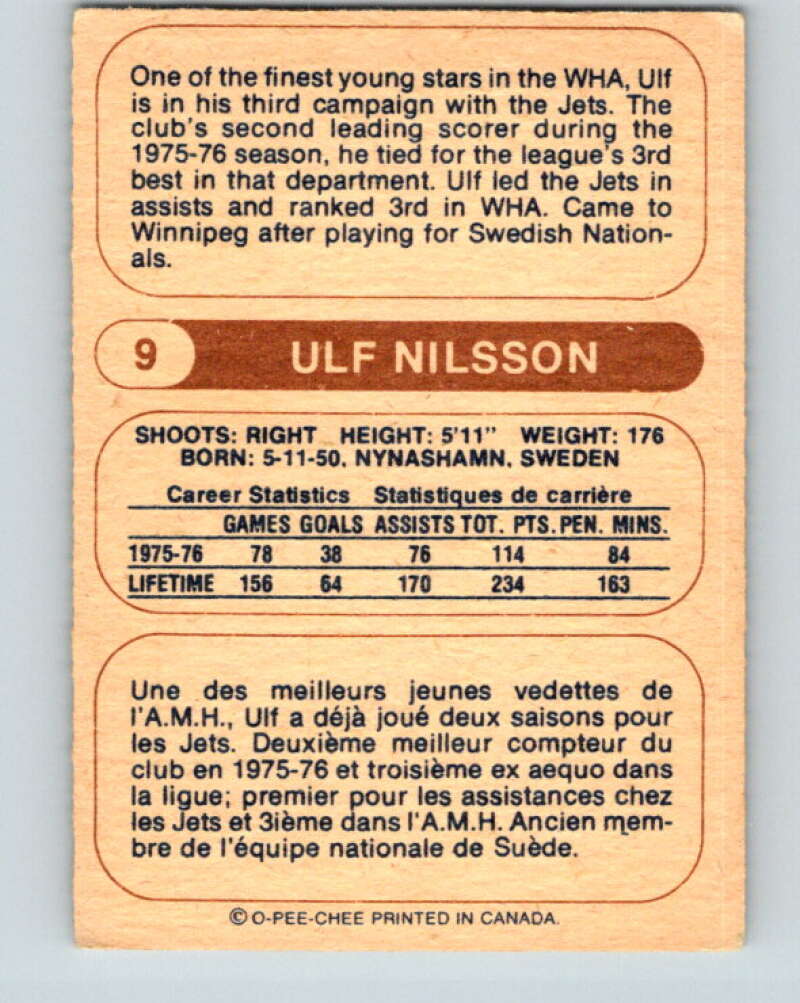 One of the finest young stars in the WHA, Ulf
is in his third campaign with the Jets. The
club's second leading scorer during the
1975-76 season, he tied for the league's 3rd
best in that department. Ulf led the Jets in
assists and ranked 3rd in WHA. Came to
Winnipeg after playing for Swedish Nation-
als.
9 ULF NILSSON
SHOOTS: RIGHT HEIGHT: 5'11" WEIGHT: 176
BORN: 5-11-50. NYNASHAMN. SWEDEN
Career Statistics Statistiques de carrière
GAMES GOALS ASSISTS TOT. PTS. PEN. MINS.
1975-76 78 38 76 114 84
LIFETIME 156 64 170 234 163
Une des meilleurs jeunes vedettes de
l'A.M.H., Ulf a déjà joué deux saisons pour
les Jets. Deuxième meilleur compteur du
club en 1975-76 et troisième ex aequo dans
la ligue; premier pour les assistances chez
les Jets et 3ième dans l'A.M.H. Ancien mem-
bre de l'équipe nationale de Suède.
© O-PEE-CHEE PRINTED IN CANADA.